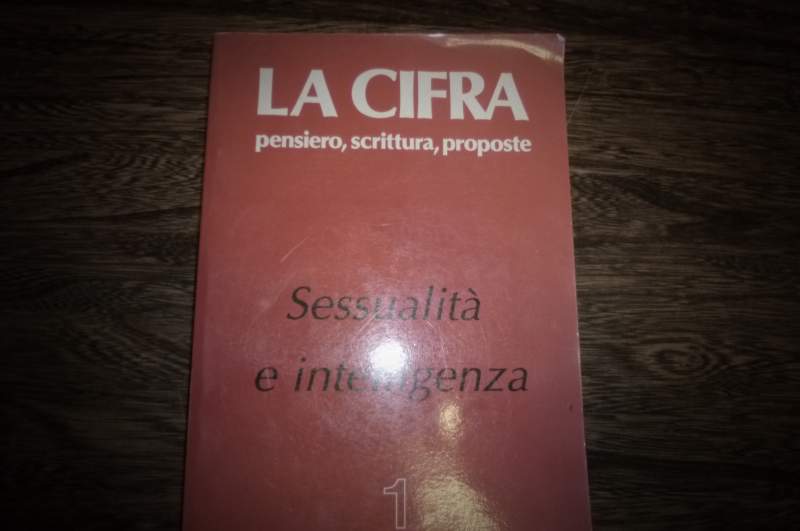 LA CIFRA
pensiero, scrittura, proposte
Sessualità
e intelligenza
1